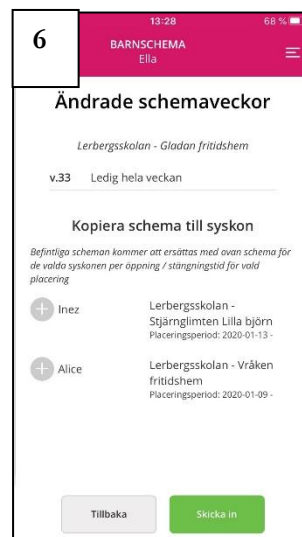 6
13:28
68 %
BARNSCHEMA
Ella
Ändrade schemaveckor
Lerbergsskolan - Gladan fritidshem
v.33 Ledig hela veckan
Kopiera schema till syskon
Befintliga scheman kommer att ersättas med ovan schema för
de valda syskonen per öppning / stängningstid för vald
placering
Inez
Lerbergsskolan -
Stjärnglimten Lilla björn
Placeringsperiod: 2020-01-13 -
Alice
Lerbergsskolan - Vråken
fritidshem
Placeringsperiod: 2020-01-09 -
Tillbaka
Skicka in